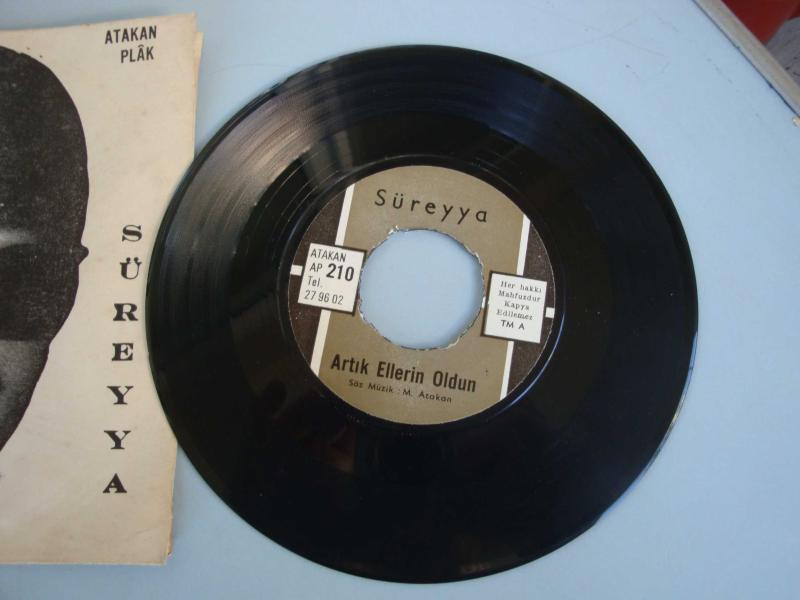 ATAKAN
PLÂK
SÜREYYA
Süreyya
ATAKAN
AP 210
Tel.
27 96 02
Her hakkı
Mahfuzdur
Kapya
Edilemez
TM A
Artık Ellerin Oldun
Söz Müzik : M. Atakan